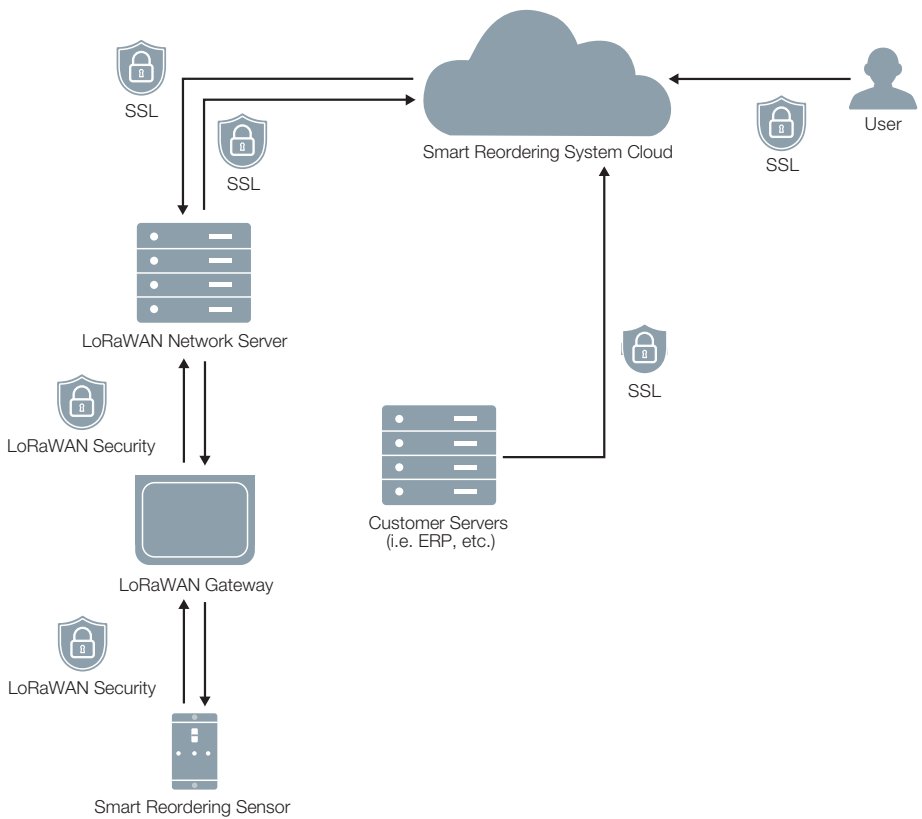 SSL
SSL
Smart Reordering System Cloud
User
SSL
LoRaWAN Network Server
LoRaWAN Security
SSL
Customer Servers
(i.e. ERP, etc.)
LoRaWAN Gateway
LoRaWAN Security
Smart Reordering Sensor